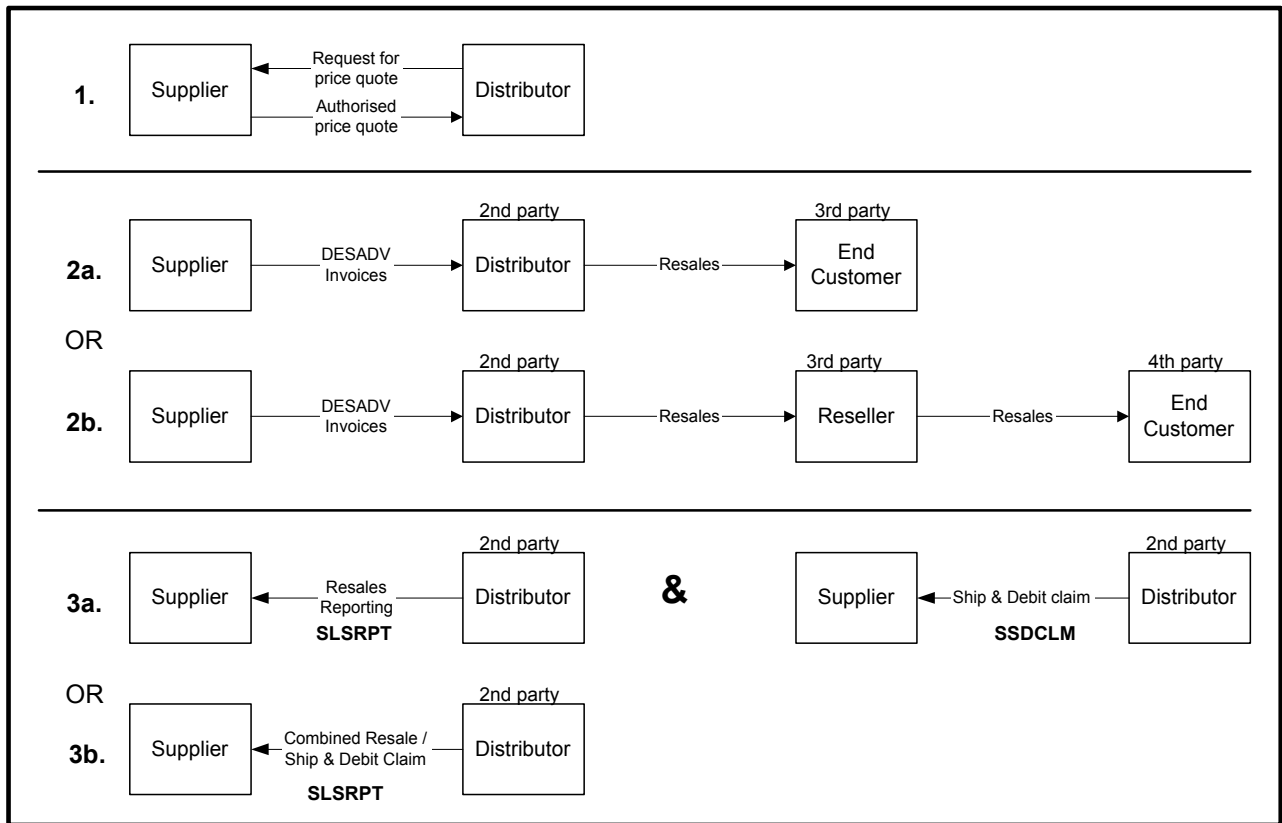 1.
Supplier
Request for
price quote
Authorised
price quote
Distributor
2a.
Supplier
DESADV
Invoices
2nd party
Distributor
Resales
3rd party
End
Customer
OR
2b.
Supplier
DESADV
Invoices
2nd party
Distributor
Resales
3rd party
Reseller
Resales
4th party
End
Customer
3a.
Supplier
Resales
Reporting
SLSRPT
2nd party
Distributor
&
Supplier
Ship & Debit claim
SSDCLM
2nd party
Distributor
OR
3b.
Supplier
Combined Resale /
Ship & Debit Claim
SLSRPT
2nd party
Distributor